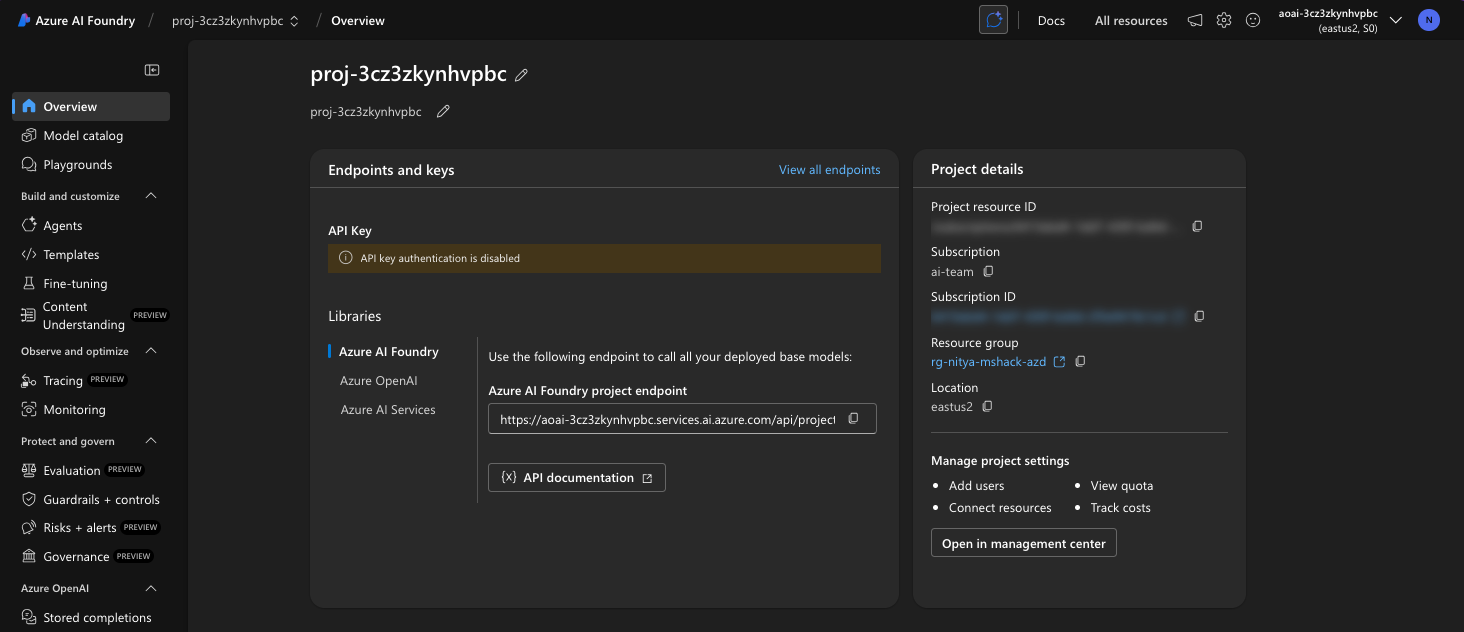 Azure AI Foundry / proj-3cz3zkynhvpbc / Overview
Docs
All resources
aoai-3cz3zkynhvpbc
(eastus2, S0)
N
Overview
Model catalog
Playgrounds
Build and customize
Agents
Templates
Fine-tuning
Content
Understanding PREVIEW
Observe and optimize
Tracing PREVIEW
Monitoring
Protect and govern
Evaluation PREVIEW
Guardrails + controls
Risks + alerts PREVIEW
Governance PREVIEW
Azure OpenAI
Stored completions
proj-3cz3zkynhvpbc
proj-3cz3zkynhvpbc
Endpoints and keys
View all endpoints
API Key
API key authentication is disabled
Libraries
Azure AI Foundry
Azure OpenAI
Azure AI Services
Use the following endpoint to call all your deployed base models:
Azure AI Foundry project endpoint
https://aoai-3cz3zkynhvpbc.services.ai.azure.com/api/project
{x} API documentation
Project details
Project resource ID
Subscription
ai-team
Subscription ID
Resource group
rg-nitya-mshack-azd
Location
eastus2
Manage project settings
• Add users
• View quota
• Connect resources
• Track costs
Open in management center